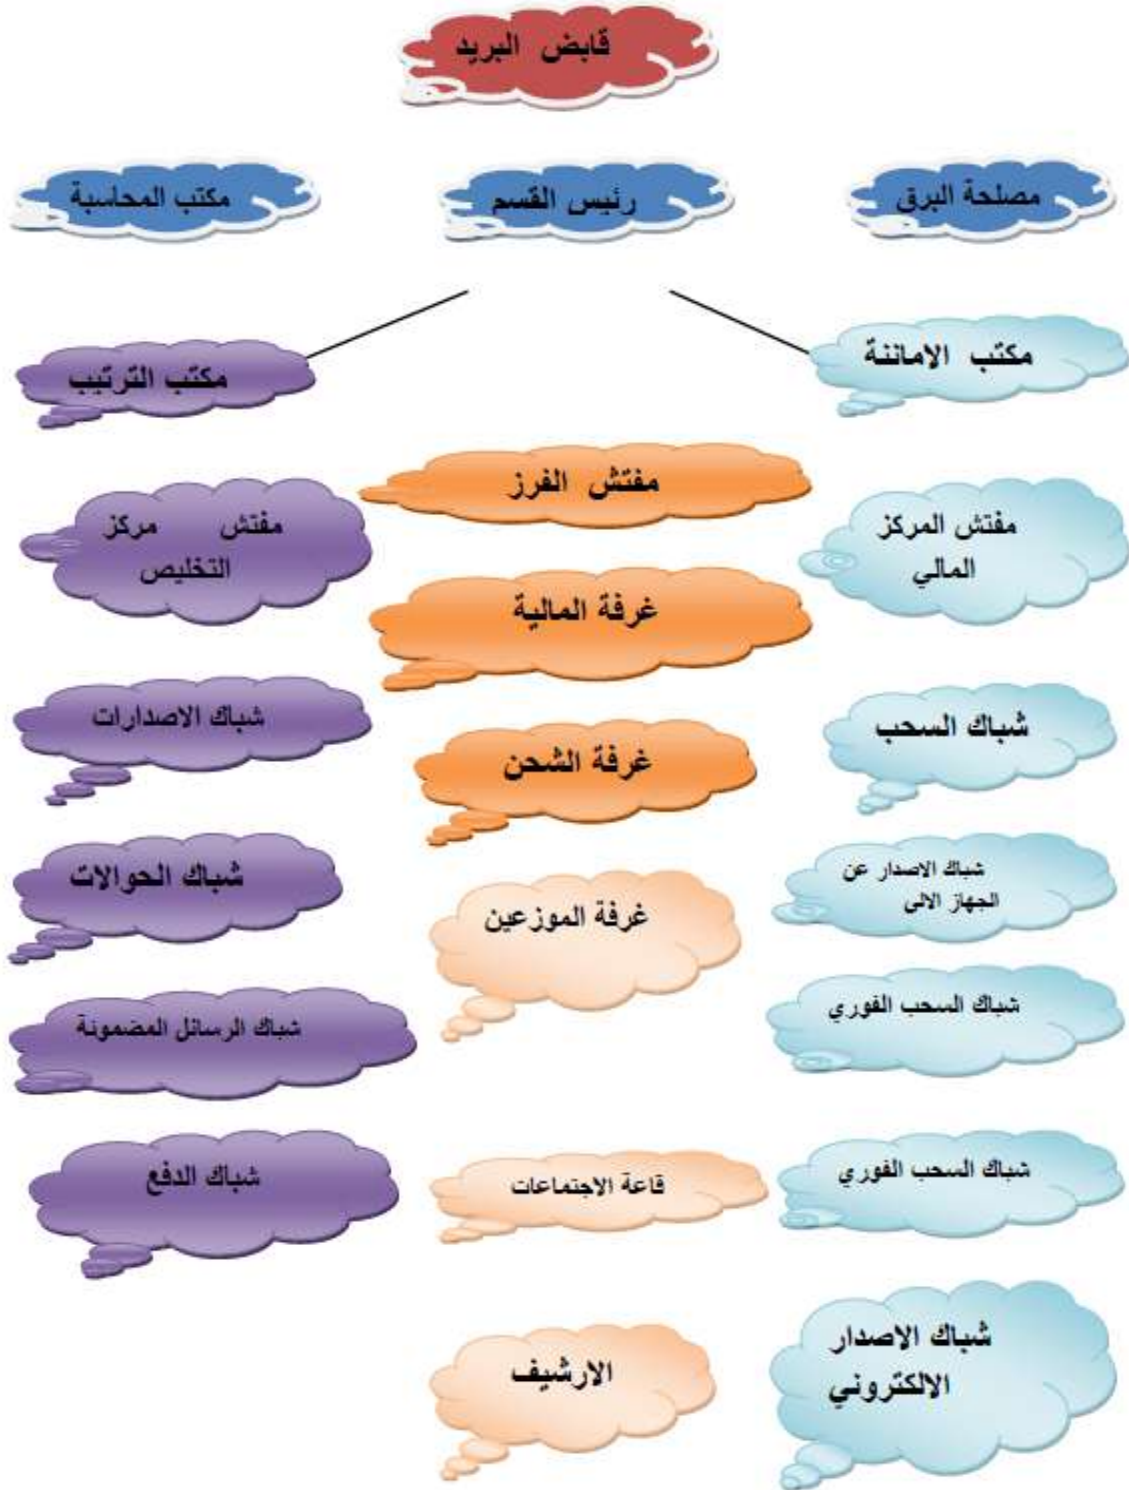 قابض البريد
مصلحة البرق
رئيس القسم
مكتب المحاسبة
مكتب الاماننة
مكتب الترتيب
مفتش الفرز
مفتش المركز
المالي
مفتش مركز
التخليص
غرفة المالية
شباك السحب
شباك الاصدارات
غرفة الشحن
شباك الاصدار عن
الجهاز الالى
شباك الحوالات
غرفة الموزعين
شباك السحب الفوري
شباك الرسائل المضمونة
شباك السحب الفوري
قاعة الاجتماعات
شباك الدفع
شباك الاصدار
الالكتروني
الارشيف